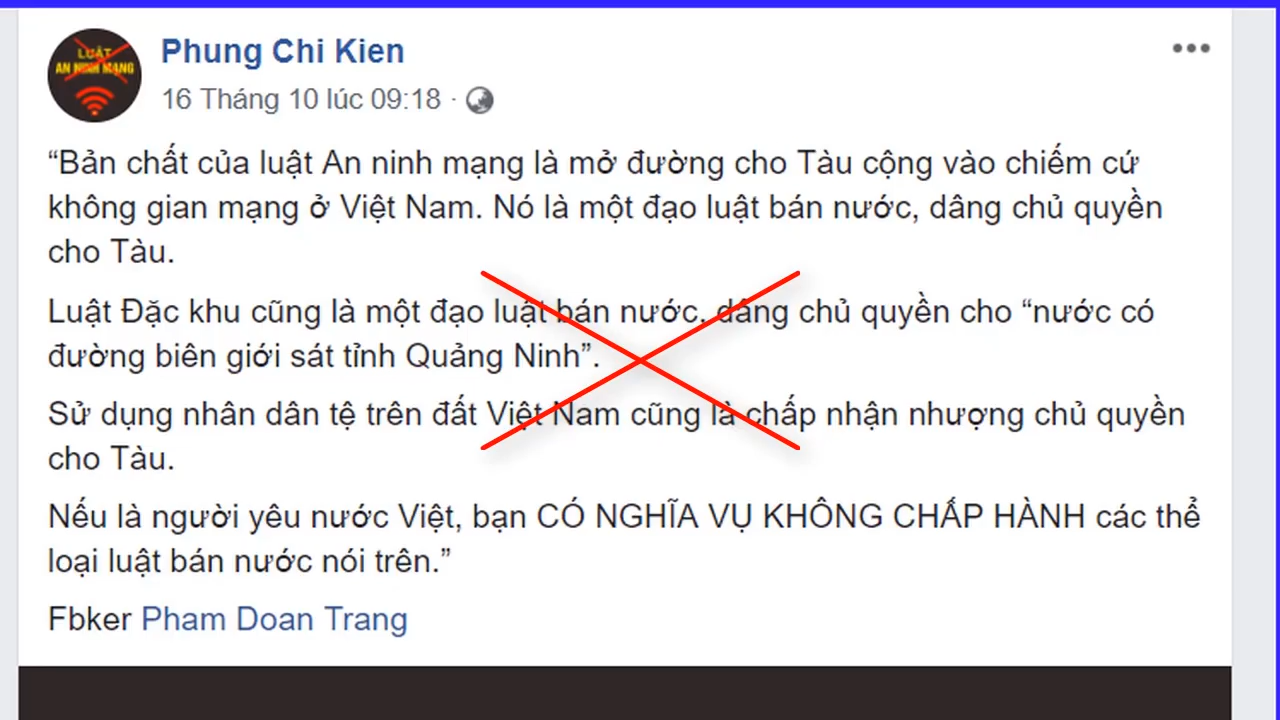 LUẬT
AN NINH MẠNG
Phung Chi Kien
16 Tháng 10 lúc 09:18 ·
“Bản chất của luật An ninh mạng là mở đường cho Tàu cộng vào chiếm cứ
không gian mạng ở Việt Nam. Nó là một đạo luật bán nước, dâng chủ quyền
cho Tàu.
Luật Đặc khu cũng là một đạo luật bán nước, dâng chủ quyền cho “nước có
đường biên giới sát tỉnh Quảng Ninh”.
Sử dụng nhân dân tệ trên đất Việt Nam cũng là chấp nhận nhượng chủ quyền
cho Tàu.
Nếu là người yêu nước Việt, bạn CÓ NGHĨA VỤ KHÔNG CHẤP HÀNH các thể
loại luật bán nước nói trên.”
Fbker Pham Doan Trang